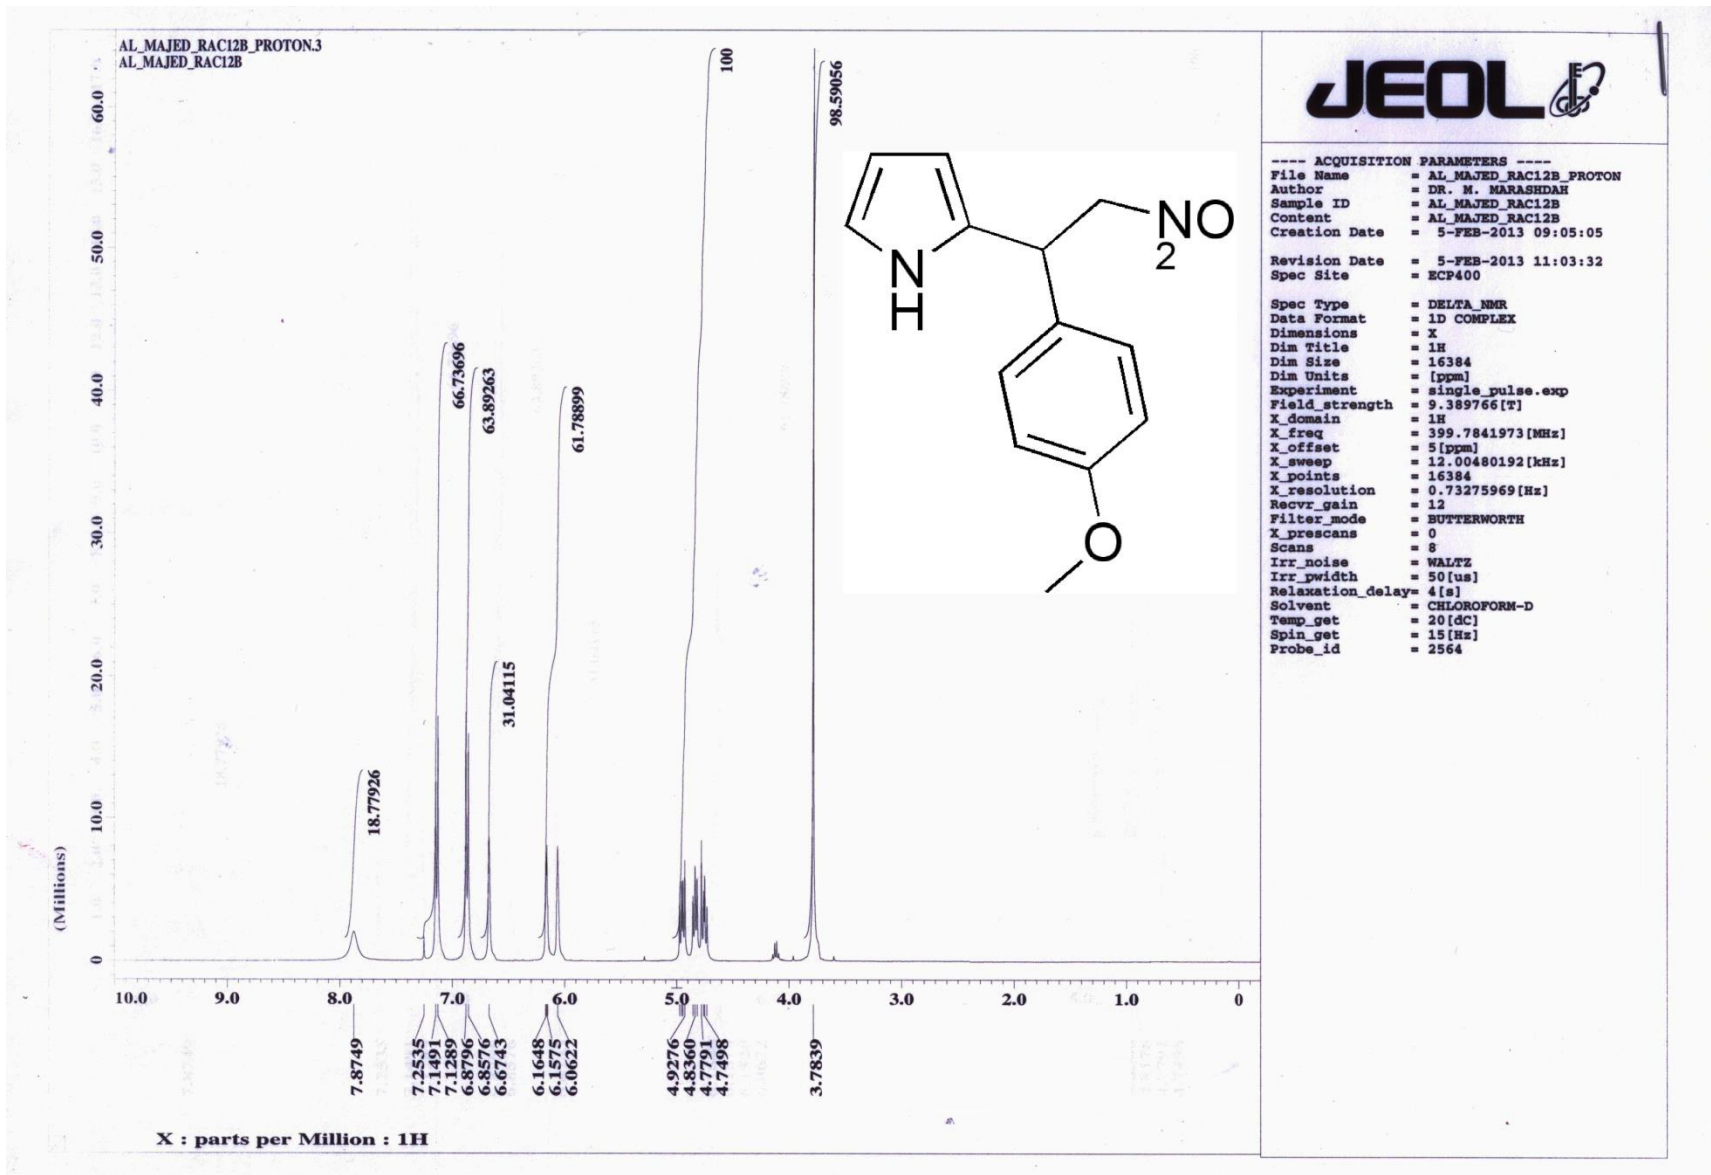 AL_MAJED_RAC12B_PROTON.3
AL_MAJED_RAC12B
(Millions)
60.0
50.0
40.0
30.0
20.0
10.0
0
18.77926
66.73696
63.89263
31.04115
61.78899
100
98.59056
N
H
NO
2
O
10.0 9.0 8.0 7.0 6.0 5.0 4.0 3.0 2.0 1.0 0
7.8749
7.2535
7.1491
7.1289
6.8796
6.8576
6.6743
6.1648
6.1575
6.0622
4.9276
4.8360
4.7791
4.7498
3.7839
X : parts per Million : 1H
JEOL
---- ACQUISITION PARAMETERS ----
File Name = AL_MAJED_RAC12B_PROTON
Author = DR. M. MARASHDAH
Sample ID = AL_MAJED_RAC12B
Content = AL_MAJED_RAC12B
Creation Date = 5-FEB-2013 09:05:05
Revision Date = 5-FEB-2013 11:03:32
Spec Site = ECP400
Spec Type = DELTA_NMR
Data Format = 1D COMPLEX
Dimensions = X
Dim Title = 1H
Dim Size = 16384
Dim Units = [ppm]
Experiment = single_pulse.exp
Field_strength = 9.389766[T]
X_domain = 1H
X_freq = 399.7841973[MHz]
X_offset = 5[ppm]
X_sweep = 12.00480192[kHz]
X_points = 16384
X_resolution = 0.73275969[Hz]
Recvr_gain = 12
Filter_mode = BUTTERWORTH
X_prescans = 0
Scans = 8
Irr_noise = WALTZ
Irr_pwidth = 50[us]
Relaxation_delay= 4[s]
Solvent = CHLOROFORM-D
Temp_get = 20[dC]
Spin_get = 15[Hz]
Probe_id = 2564